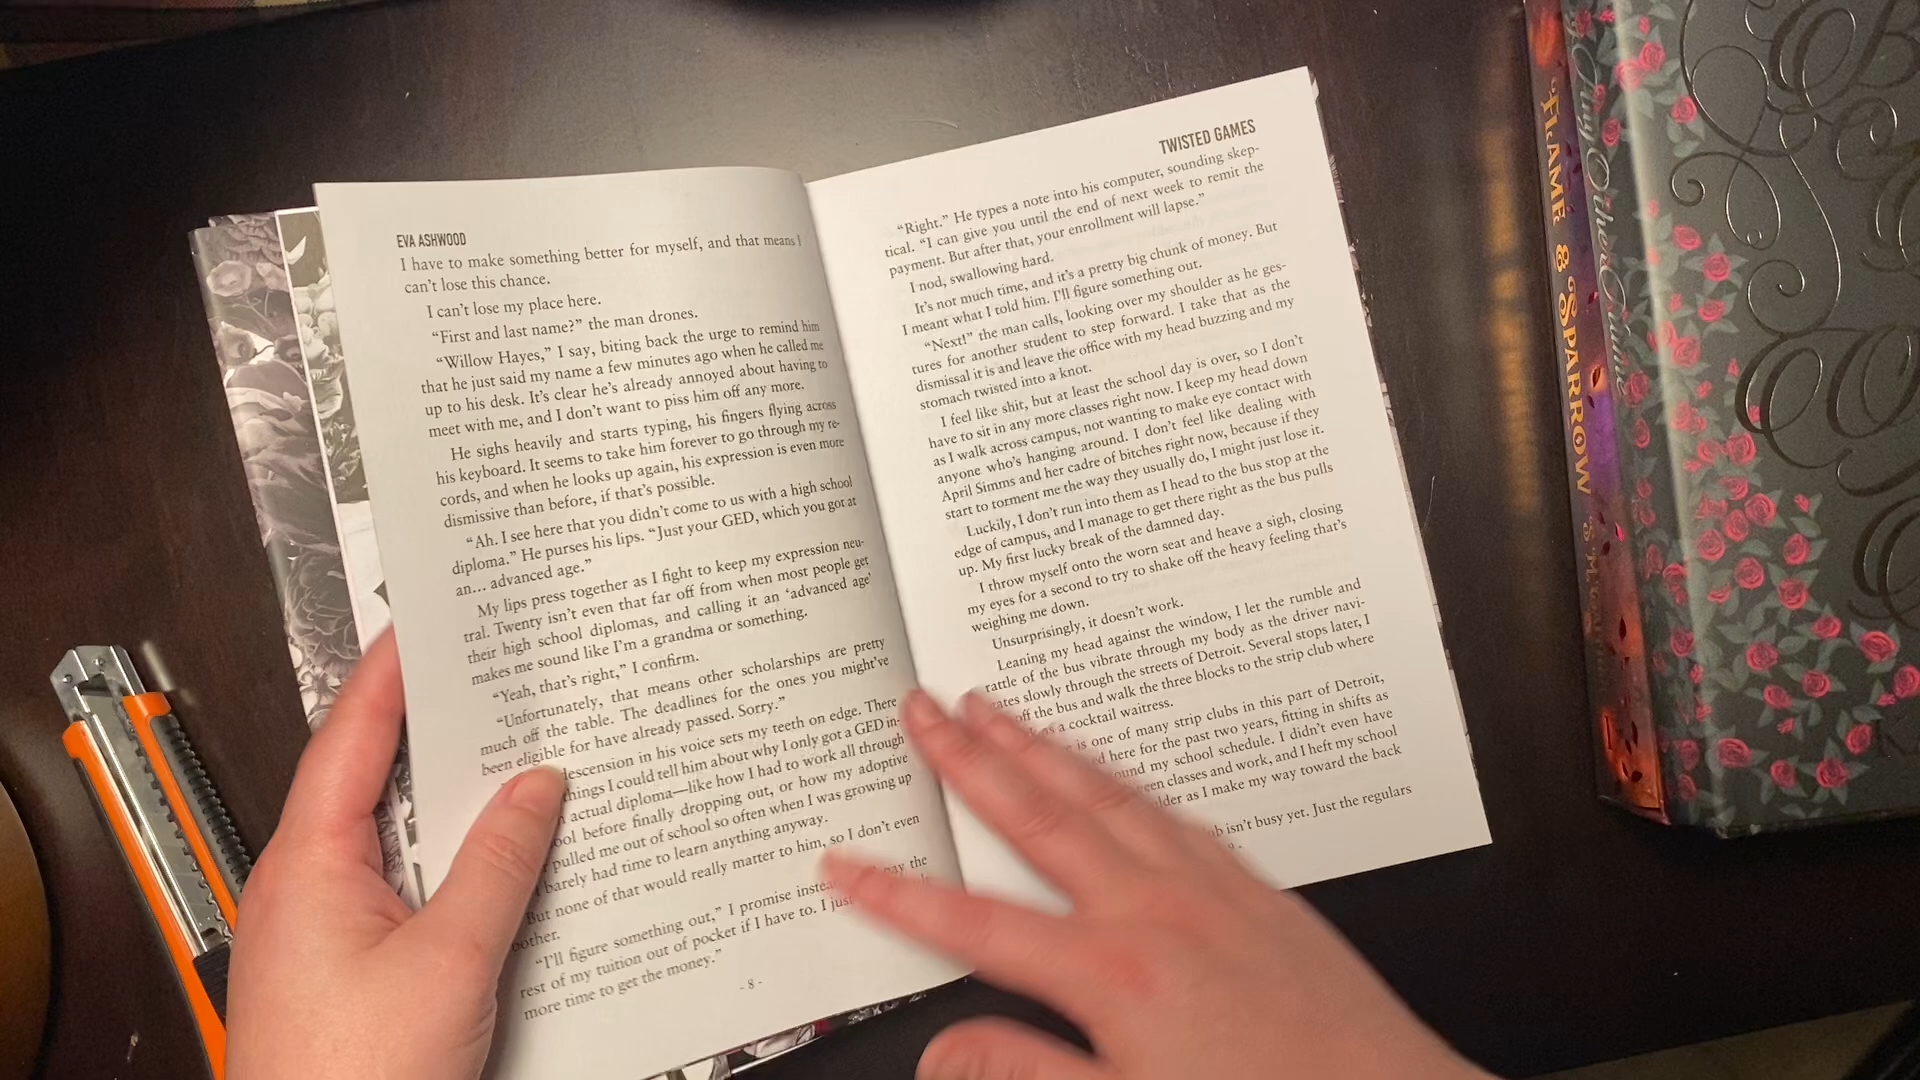 EVA ASHWOOD
I have to make something better for myself, and that means I
can’t lose this chance.
I can’t lose my place here.
“First and last name?” the man drones.
“Willow Hayes,” I say, biting back the urge to remind him
that he just said my name a few minutes ago when he called me
up to his desk. It’s clear he’s already annoyed about having to
meet with me, and I don’t want to piss him off any more.
He sighs heavily and starts typing, his fingers flying across
his keyboard. It seems to take him forever to go through my re-
cords, and when he looks up again, his expression is even more
dismissive than before, if that’s possible.
“Ah. I see here that you didn’t come to us with a high school
diploma.” He purses his lips. “Just your GED, which you got at
an… advanced age.”
My lips press together as I fight to keep my expression neu-
tral. Twenty isn’t even that far off from when most people get
their high school diplomas, and calling it an ‘advanced age’
makes me sound like I’m a grandma or something.
“Yeah, that’s right,” I confirm.
“Unfortunately, that means other scholarships are pretty
much off the table. The deadlines for the ones you might’ve
been eligible for have already passed. Sorry.”
descension in his voice sets my teeth on edge. There
things I could tell him about why I only got a GED in-
actual diploma—like how I had to work all through
ool before finally dropping out, or how my adoptive
pulled me out of school so often when I was growing up
barely had time to learn anything anyway.
But none of that would really matter to him, so I don’t even
bother.
“I’ll figure something out,” I promise pay the
rest of my tuition out of pocket if I have to. I just
more time to get the money.”
- 8 -
TWISTED GAMES
“Right.” He types a note into his computer, sounding skep-
tical. “I can give you until the end of next week to remit the
payment. But after that, your enrollment will lapse.”
I nod, swallowing hard.
It’s not much time, and it’s a pretty big chunk of money. But
I meant what I told him. I’ll figure something out.
“Next!” the man calls, looking over my shoulder as he ges-
tures for another student to step forward. I take that as the
dismissal it is and leave the office with my head buzzing and my
stomach twisted into a knot.
I feel like shit, but at least the school day is over, so I don’t
have to sit in any more classes right now. I keep my head down
as I walk across campus, not wanting to make eye contact with
anyone who’s hanging around. I don’t feel like dealing with
April Simms and her cadre of bitches right now, because if they
start to torment me the way they usually do, I might just lose it.
Luckily, I don’t run into them as I head to the bus stop at the
edge of campus, and I manage to get there right as the bus pulls
up. My first lucky break of the damned day.
I throw myself onto the worn seat and heave a sigh, closing
my eyes for a second to try to shake off the heavy feeling that’s
weighing me down.
Unsurprisingly, it doesn’t work.
Leaning my head against the window, I let the rumble and
rattle of the bus vibrate through my body as the driver navi-
gates slowly through the streets of Detroit. Several stops later, I
off the bus and walk the three blocks to the strip club where
as a cocktail waitress.
is one of many strip clubs in this part of Detroit,
here for the past two years, fitting in shifts as
ound my school schedule. I didn’t even have
een classes and work, and I heft my school
lder as I make my way toward the back
isn’t busy yet. Just the regulars
FLAME & SPARROW
Any Other Name